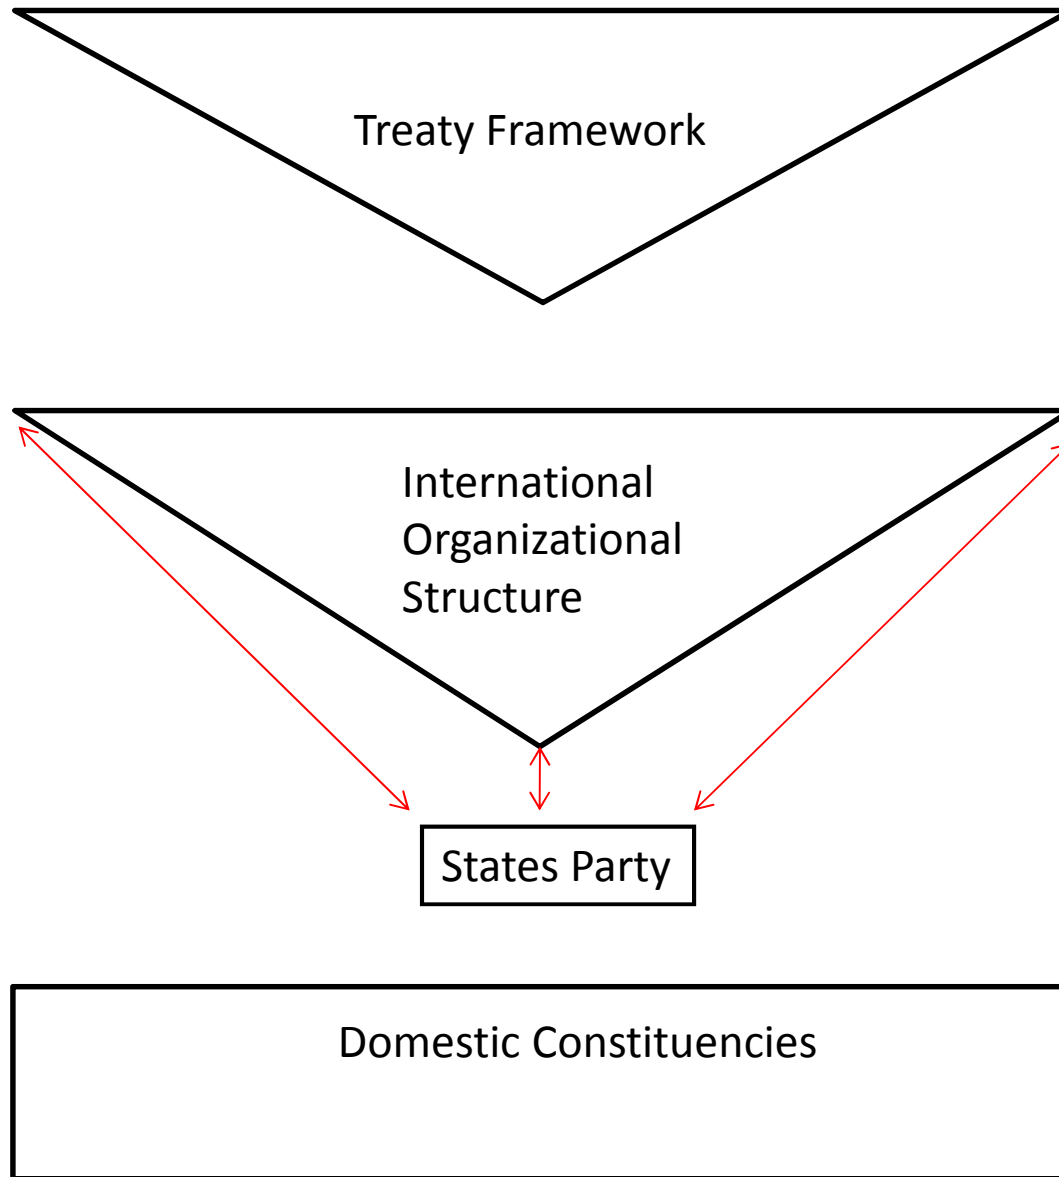 Treaty Framework
International
Organizational
Structure
States Party
Domestic Constituencies